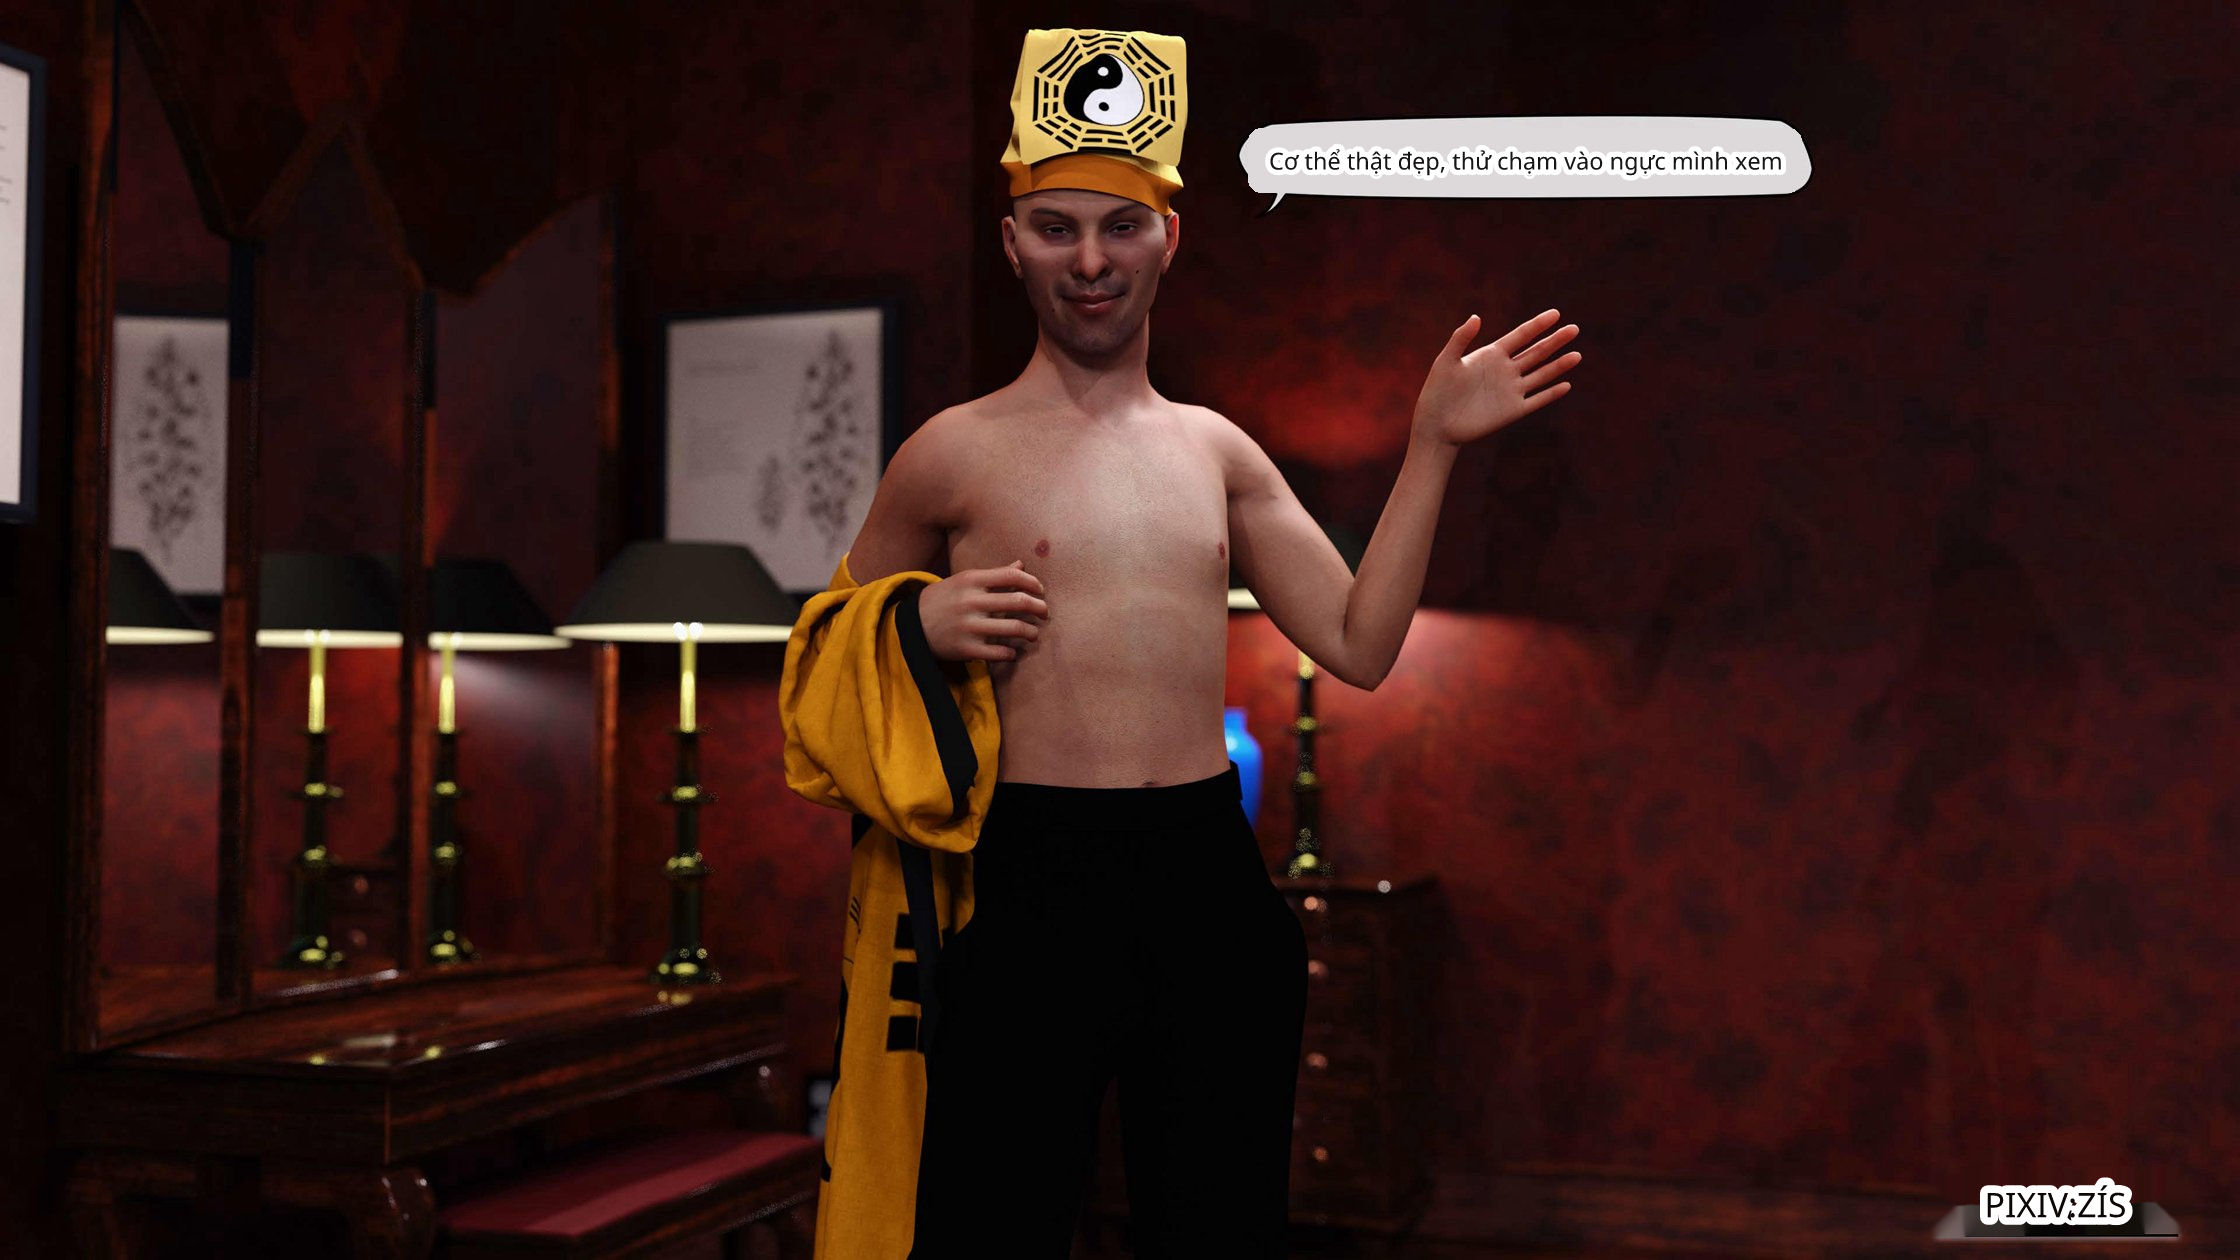 Cơ thể thật đẹp, thử chạm vào ngực mình xem
PIXIV;ZÍS